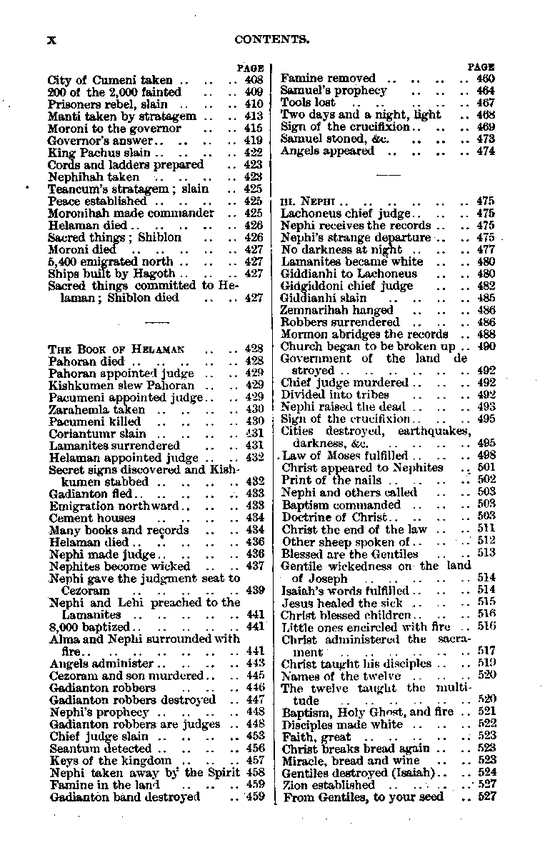 X
CONTENTS.
PAGE
City of Cumeni taken .. .. .. 408
200 of the 2,000 fainted .. .. 409
Prisoners rebel, slain .. .. .. 410
Manti taken by stratagem .. .. 413
Moroni to the governor .. .. 415
Governor's answer.. .. .. .. 419
King Pachus slain .. .. .. .. 422
Cords and ladders prepared .. 423
Nephihah taken .. .. .. .. 423
Teancum's stratagem; slain .. 425
Peace established .. .. .. .. 425
Moronihah made commander .. 425
Helaman died.. .. .. .. .. 426
Sacred things; Shiblon .. .. 426
Moroni died .. .. .. .. .. 427
5,400 emigrated north .. .. .. 427
Ships built by Hagoth .. .. .. 427
Sacred things committed to He-
laman; Shiblon died .. .. 427
THE BOOK OF HELAMAN .. .. 428
Pahoran died .. .. .. .. .. 428
Pahoran appointed judge .. .. 429
Kishkumen slew Pahoran .. .. 429
Pacumeni appointed judge.. .. 429
Zarahemla taken .. .. .. .. 430
Pacumeni killed .. .. .. .. 430
Coriantumr slain .. .. .. .. 431
Lamanites surrendered .. .. 431
Helaman appointed judge .. .. 432
Secret signs discovered and Kish-
kumen stabbed .. .. .. .. 432
Gadianton fled.. .. .. .. .. 433
Emigration northward.. .. .. 433
Cement houses .. .. .. .. 434
Many books and records .. .. 434
Helaman died.. .. .. .. .. 436
Nephi made judge.. .. .. .. 436
Nephites become wicked .. .. 437
Nephi gave the judgment seat to
Cezoram .. .. .. .. .. 439
Nephi and Lehi preached to the
Lamanites .. .. .. .. .. 441
8,000 baptized.. .. .. .. .. 441
Alma and Nephi surrounded with
fire.. .. .. .. .. .. .. 441
Angels administer .. .. .. .. 443
Cezoram and son murdered.. .. 445
Gadianton robbers .. .. .. 446
Gadianton robbers destroyed .. 447
Nephi's prophecy .. .. .. .. 448
Gadianton robbers are judges .. 448
Chief judge slain .. .. .. .. 453
Seantum detected .. .. .. .. 456
Keys of the kingdom .. .. .. 457
Nephi taken away by the Spirit 458
Famine in the land .. .. .. 459
Gadianton band destroyed .. 459
PAGE
Famine removed .. .. .. .. 460
Samuel's prophecy .. .. .. 464
Tools lost .. .. .. .. .. 467
Two days and a night, light .. 468
Sign of the crucifixion.. .. .. 469
Samuel stoned, &c. .. .. .. 473
Angels appeared .. .. .. .. 474
III. NEPHI .. .. .. .. .. .. 475
Lachoneus chief judge.. .. .. 475
Nephi receives the records .. .. 475
Nephi's strange departure .. .. 475
No darkness at night .. .. .. 477
Lamanites became white .. .. 480
Giddianhi to Lachoneus .. .. 480
Gidgiddoni chief judge .. .. 482
Giddianhi slain .. .. .. .. 485
Zemnarihah hanged .. .. .. 486
Robbers surrendered .. .. .. 486
Mormon abridges the records .. 488
Church began to be broken up .. 490
Government of the land de
stroyed .. .. .. .. .. .. 492
Chief judge murdered .. .. .. 492
Divided into tribes .. .. .. 492
Nephi raised the dead .. .. .. 493
Sign of the crucifixion.. .. .. 495
Cities destroyed, earthquakes,
darkness, &c. .. .. .. .. 495
Law of Moses fulfilled .. .. .. 498
Christ appeared to Nephites .. 501
Print of the nails .. .. .. .. 502
Nephi and others called .. .. 503
Baptism commanded .. .. .. 503
Doctrine of Christ.. .. .. .. 503
Christ the end of the law .. .. 511
Other sheep spoken of.. .. .. 512
Blessed are the Gentiles .. .. 513
Gentile wickedness on the land
of Joseph .. .. .. .. .. 514
Isaiah's words fulfilled .. .. .. 514
Jesus healed the sick .. .. .. 515
Christ blessed children.. .. .. 516
Little ones encircled with fire .. 516
Christ administered the sacra-
ment .. .. .. .. .. .. 517
Christ taught his disciples .. .. 519
Names of the twelve .. .. .. 520
The twelve taught the multi-
tude .. .. .. .. .. .. 520
Baptism, Holy Ghost, and fire .. 521
Disciples made white .. .. .. 522
Faith, great .. .. .. .. .. 523
Christ breaks bread again .. .. 523
Miracle, bread and wine .. .. 523
Gentiles destroyed (Isaiah).. .. 524
Zion established .. .. .. .. 527
From Gentiles, to your seed .. 527